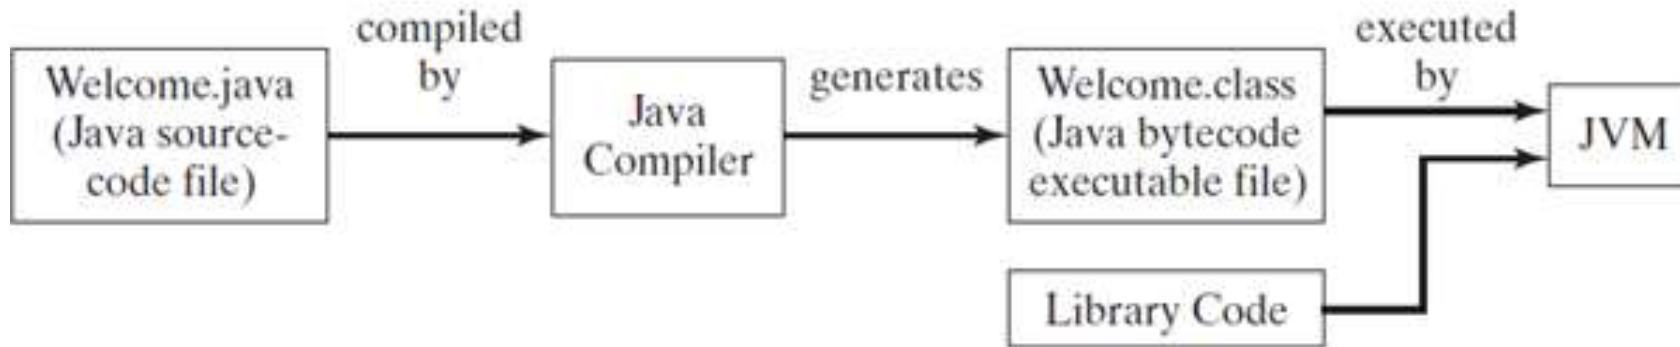 Welcome.java
(Java source-
code file)
compiled
by
Java
Compiler
generates
Welcome.class
(Java bytecode
executable file)
executed
by
JVM
Library Code